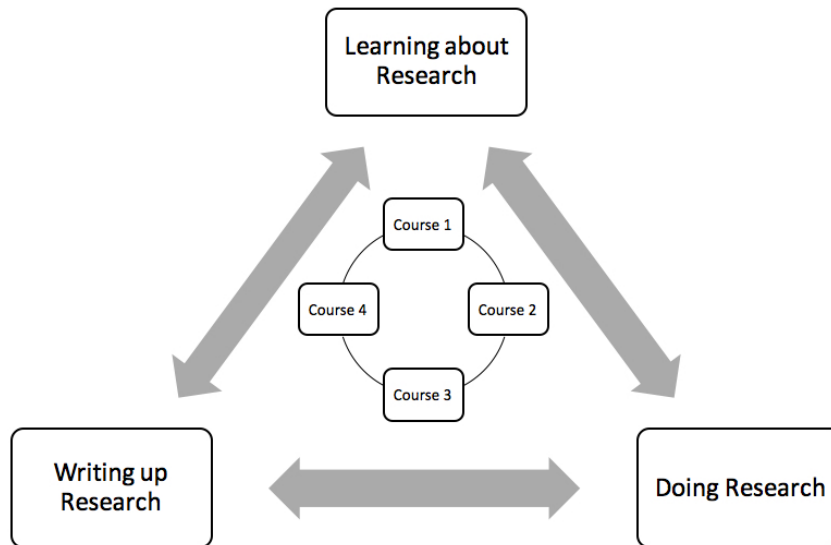 Learning about
Research
Course 1
Course 4
Course 2
Course 3
Writing up
Research
Doing Research